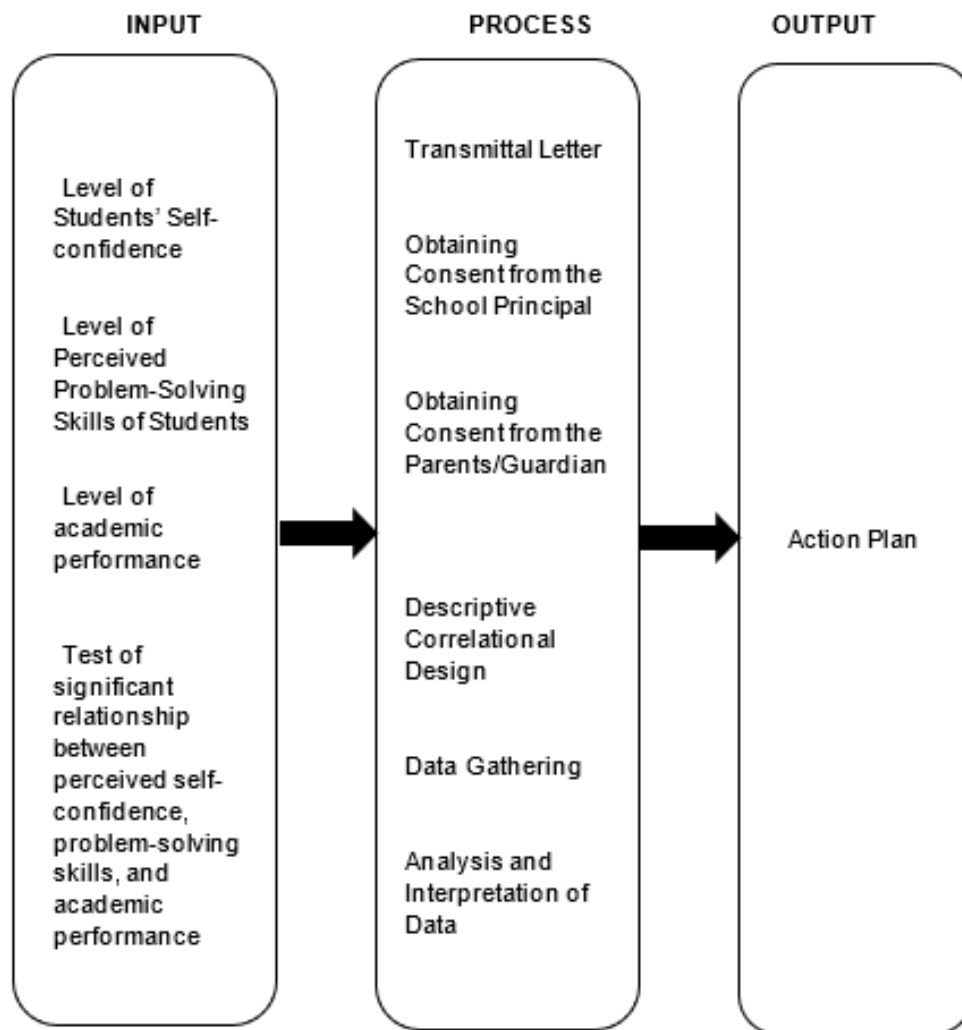 INPUT
PROCESS
OUTPUT
Level of
Students’ Self-
confidence
Level of
Perceived
Problem-Solving
Skills of Students
Level of
academic
performance
Test of
significant
relationship
between
perceived self-
confidence,
problem-solving
skills, and
academic
performance
Transmittal Letter
Obtaining
Consent from the
School Principal
Obtaining
Consent from the
Parents/Guardian
Descriptive
Correlational
Design
Data Gathering
Analysis and
Interpretation of
Data
Action Plan